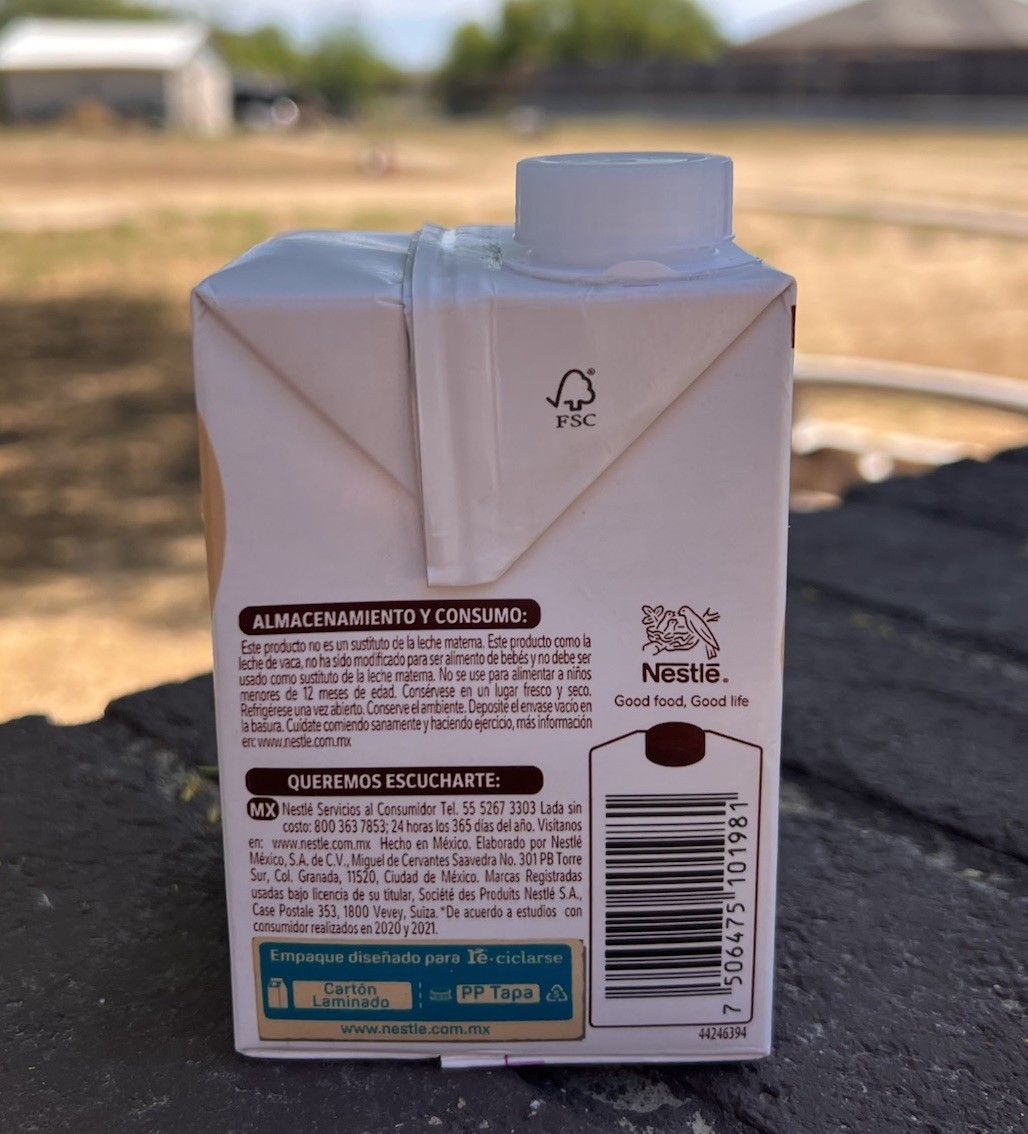 FSC
ALMACENAMIENTO Y CONSUMO:
Este producto no es un sustituto de la leche materna. Este producto como la
leche de vaca, no ha sido modificado para ser alimento de bebés y no debe ser
usado como sustituto de la leche materna. No se use para alimentar a niños
menores de 12 meses de edad. Consérvese en un lugar fresco y seco.
Refrigérese una vez abierto. Conserve el ambiente. Deposite el envase vacío en
la basura. Cuídate comiendo sanamente y haciendo ejercicio, más información
en: www.nestle.com.mx
Nestlé®
Good food, Good life
QUEREMOS ESCUCHARTE:
MX Nestlé Servicios al Consumidor Tel. 55 5267 3303 Lada sin
costo: 800 363 7853; 24 horas los 365 días del año. Visítanos
en: www.nestle.com.mx Hecho en México. Elaborado por Nestlé
México, S.A. de C.V., Miguel de Cervantes Saavedra No. 301 PB Torre
Sur, Col. Granada, 11520, Ciudad de México. Marcas Registradas
usadas bajo licencia de su titular, Société des Produits Nestlé S.A.,
Case Postale 353, 1800 Vevey, Suiza. *De acuerdo a estudios con
consumidor realizados en 2020 y 2021.
Empaque diseñado para re-ciclarse
Cartón
Laminado
PP Tapa
5
www.nestle.com.mx
7 506475 101981
44246394